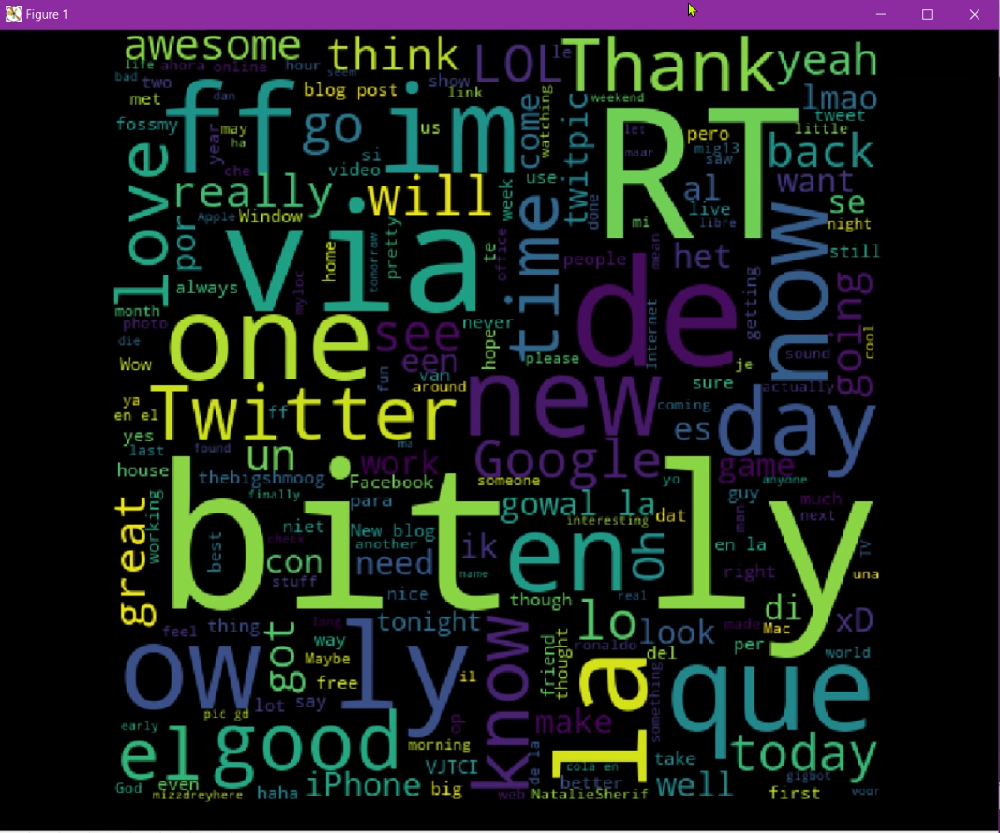 Figure 1
awesome
think
LOL
le
Thank
yeah
life
ahora
online
hour
seem
bad
two
dan
blog post
show
link
weekend
lmao
met
ff
im
go
us
come
watching
twitpic
RT
let
pero
tweet
little
fossmy
year
may
ha
che
si
video
maar
mig13
saw
back
love
really
will
week
use
done
al
want
live
libre
mi
se
night
por
Apple
Window
via
home
tomorrow
pretty
te
office
time
people
mean
het
now
still
always
myloc
de
Internet
getting
going
cool
month
photo
die
one
see
never
een
hope
please
sound
je
Wow
fun
van
around
new
sure
actually
ya
en el
Twitter
ff
coming
es
day
yes
last
found
ma
un
work
Google
game
house
thebigshmoog
Facebook
someone
yo
anyone
finally
para
gowal la
guy
much
next
great
working
bit ly
niet
New blog
interesting
dat
man
best
check
another
ik
en
Oh
en la
TV
con
need
name
right
una
stuff
nice
though
real
di
feel
thing
long
tonight
know
lo
look
made
Mac
xD
ow ly
got
way
Maybe
friend
thought
ronaldo
del
per
world
free
il
la
something
que
lot
say
pic gd
op
make
early
el
good
morning
de la
today
VJTCI
cola en
take
God
even
iPhone
big
better
well
gigbot
mizzdreyhere
haha
web
NatalieSherif
first
voor